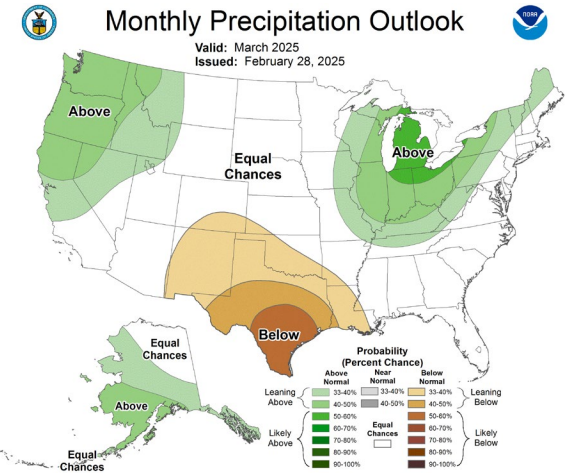 Monthly Precipitation Outlook
Valid: March 2025
Issued: February 28, 2025
NOAA
Above
Equal
Chances
Above
Below
Equal
Chances
Above
Equal
Chances
Probability
(Percent Chance)
Above
Normal
Near
Normal
Below
Normal
Leaning
Above
33-40%
33-40%
33-40%
Leaning
Below
40-50%
40-50%
40-50%
Likely
Above
50-60%
50-60%
Likely
Below
60-70%
60-70%
70-80%
70-80%
80-90%
80-90%
90-100%
90-100%
Equal
Chances